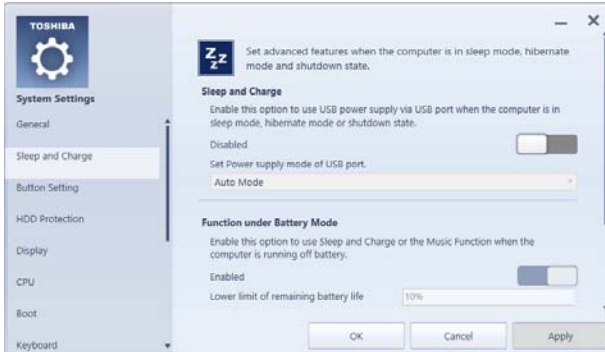 TOSHIBA
System Settings
General
Sleep and Charge
Button Setting
HDD Protection
Display
CPU
Boot
Keyboard
Zzz
Set advanced features when the computer is in sleep mode, hibernate
mode and shutdown state.
Sleep and Charge
Enable this option to use USB power supply via USB port when the computer is in
sleep mode, hibernate mode or shutdown state.
Disabled
Set Power supply mode of USB port.
Auto Mode
Function under Battery Mode
Enable this option to use Sleep and Charge or the Music Function when the
computer is running off battery.
Enabled
Lower limit of remaining battery life
10%
OK
Cancel
Apply